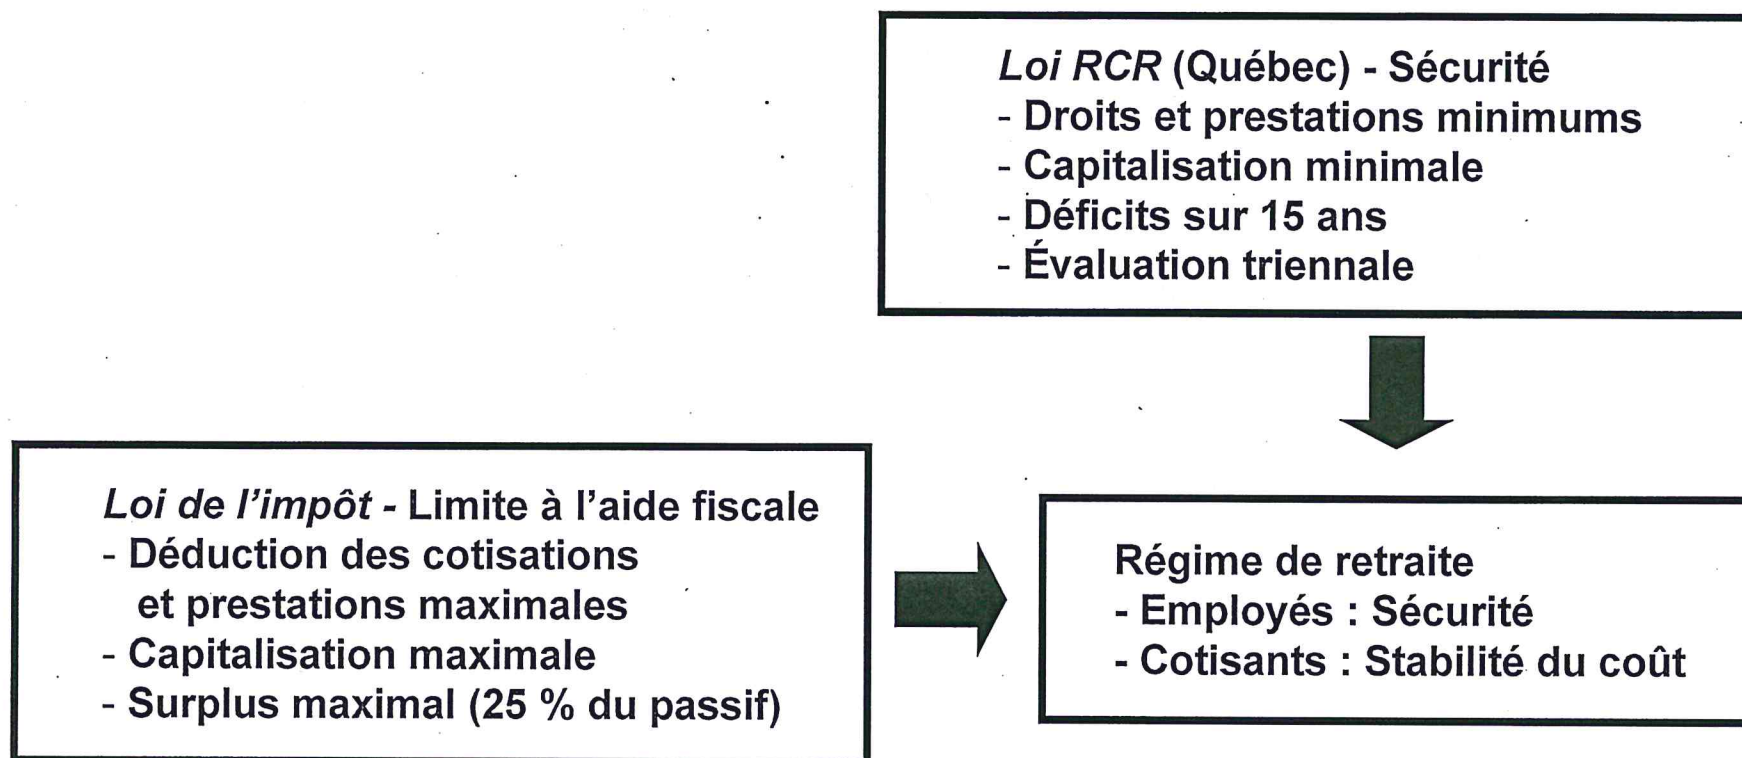 Loi RCR (Québec) - Sécurité
- Droits et prestations minimums
- Capitalisation minimale
- Déficits sur 15 ans
- Évaluation triennale
Loi de l'impôt - Limite à l'aide fiscale
- Déduction des cotisations
et prestations maximales
- Capitalisation maximale
- Surplus maximal (25 % du passif)
Régime de retraite
- Employés : Sécurité
- Cotisants : Stabilité du coût